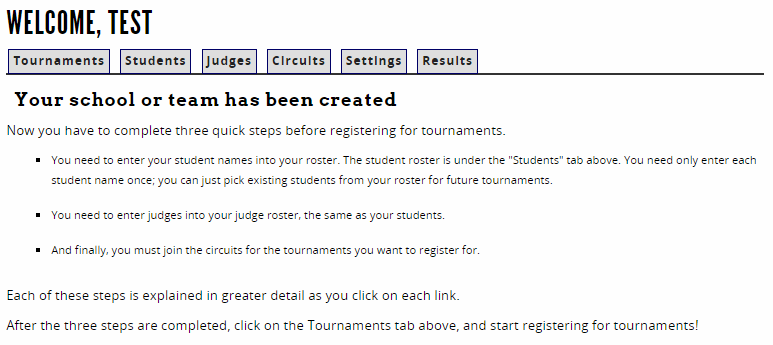 WELCOME, TEST
Tournaments Students Judges Circuits Settings Results
Your school or team has been created
Now you have to complete three quick steps before registering for tournaments.
You need to enter your student names into your roster. The student roster is under the "Students" tab above. You need only enter each
student name once; you can just pick existing students from your roster for future tournaments.
You need to enter judges into your judge roster, the same as your students.
And finally, you must join the circuits for the tournaments you want to register for.
Each of these steps is explained in greater detail as you click on each link.
After the three steps are completed, click on the Tournaments tab above, and start registering for tournaments!